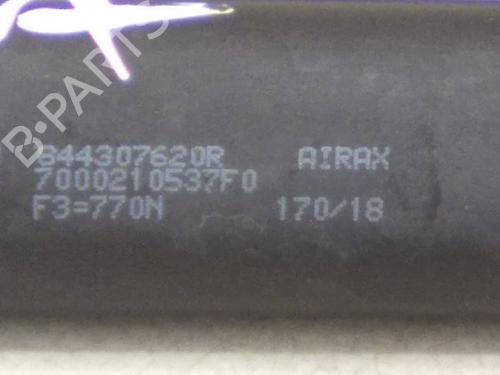 B-PARTS
844307620R AIRAX
7000210537F0
F3=770N 170/18